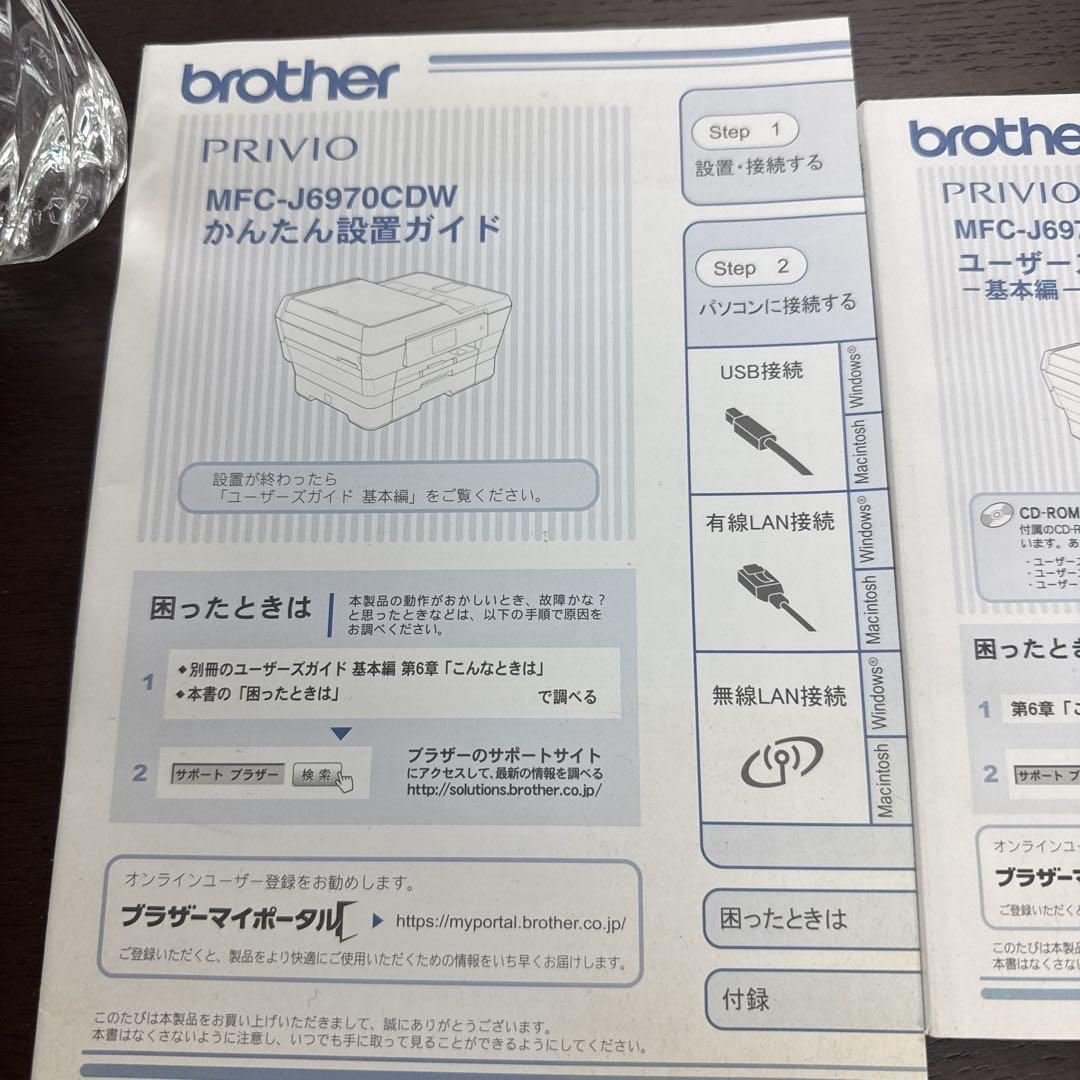 brother
PRIVIO
MFC-J6970CDW
かんたん設置ガイド
設置が終わったら
「ユーザーズガイド 基本編」をご覧ください。
困ったときは
本製品の動作がおかしいとき、故障かな？
と思ったときなどは、以下の手順で原因を
お調べください。
1
◆別冊のユーザーズガイド 基本編 第6章「こんなときは」
◆本書の「困ったときは」
で調べる
2
サポート ブラザー
検索
ブラザーのサポートサイト
にアクセスして、最新の情報を調べる
http://solutions.brother.co.jp/
オンラインユーザー登録をお勧めします。
ブラザーマイポータル
https://myportal.brother.co.jp/
ご登録いただくと、製品をより快適にご使用いただくための情報をいち早くお届けします。
このたびは本製品をお買い上げいただきまして、誠にありがとうございます。
本書はなくさないように注意し、いつでも手に取って見ることができるようにしてください。
Step 1
設置・接続する
Step 2
パソコンに接続する
USB接続
Windows®
Macintosh
有線LAN接続
Windows®
Macintosh
無線LAN接続
Windows®
Macintosh
困ったときは
付録
brothe
PRIVIO
MFC-J697
ユーザー
－基本編－
CD-ROM
付属のCD-R
います。あ
・ユーザー
・ユーザー
・ユーザー
困ったとき
1
第6章「こ
2
サポート ブ
オンラインユー
ブラザー
ご登録いただくと
このたびは本製品
本書はなくさな